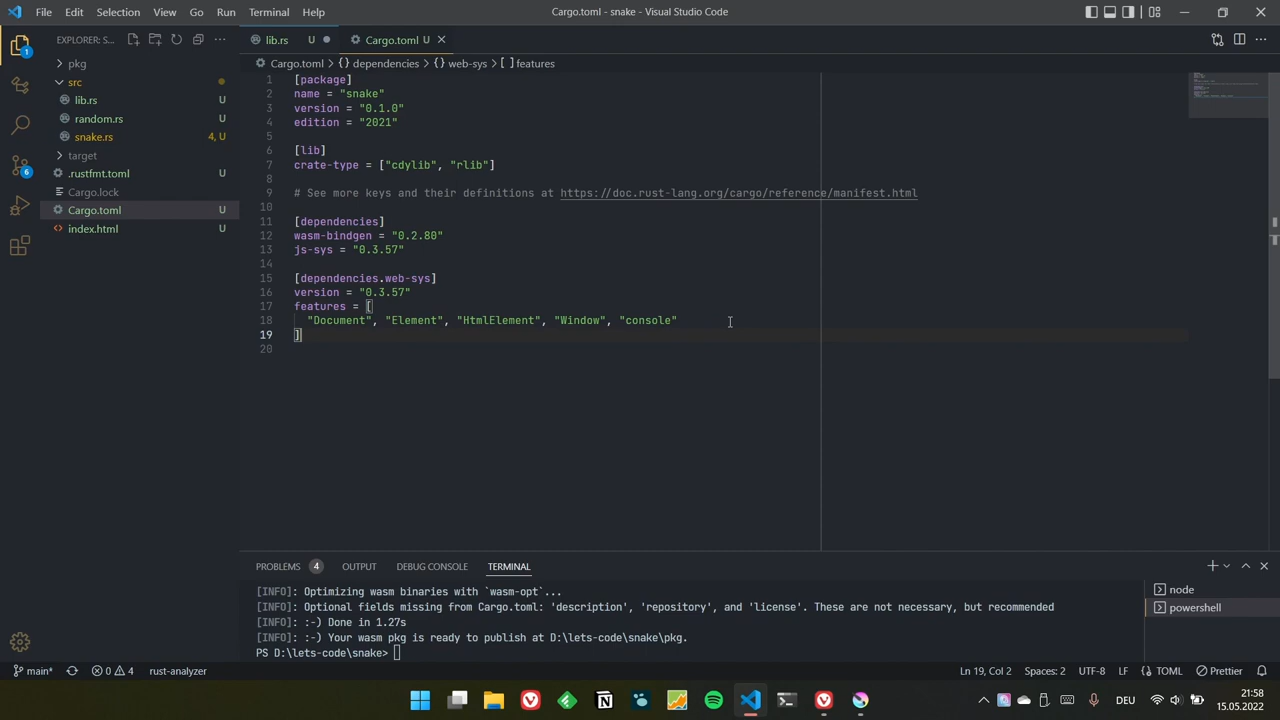 File Edit Selection View Go Run Terminal Help
Cargo.toml - snake - Visual Studio Code
EXPLORER: S...
lib.rs U
Cargo.toml U
Cargo.toml > {} dependencies > {} web-sys > [ ] features
pkg
src
lib.rs U
random.rs U
snake.rs 4, U
target
.rustfmt.toml U
Cargo.lock
Cargo.toml U
index.html U
1
6
1 [package]
2 name = "snake"
3 version = "0.1.0"
4 edition = "2021"
5
6 [lib]
7 crate-type = ["cdylib", "rlib"]
8
9 # See more keys and their definitions at https://doc.rust-lang.org/cargo/reference/manifest.html
10
11 [dependencies]
12 wasm-bindgen = "0.2.80"
13 js-sys = "0.3.57"
14
15 [dependencies.web-sys]
16 version = "0.3.57"
17 features = [
18 "Document", "Element", "HtmlElement", "Window", "console"
19 ]
20
PROBLEMS 4 OUTPUT DEBUG CONSOLE TERMINAL
[INFO]: Optimizing wasm binaries with `wasm-opt`...
[INFO]: Optional fields missing from Cargo.toml: 'description', 'repository', and 'license'. These are not necessary, but recommended
[INFO]: :-) Done in 1.27s
[INFO]: :-) Your wasm pkg is ready to publish at D:\lets-code\snake\pkg.
PS D:\lets-code\snake>
node
powershell
main* 0 4 rust-analyzer
Ln 19, Col 2 Spaces: 2 UTF-8 LF TOML Prettier
DEU
21:58
15.05.2022